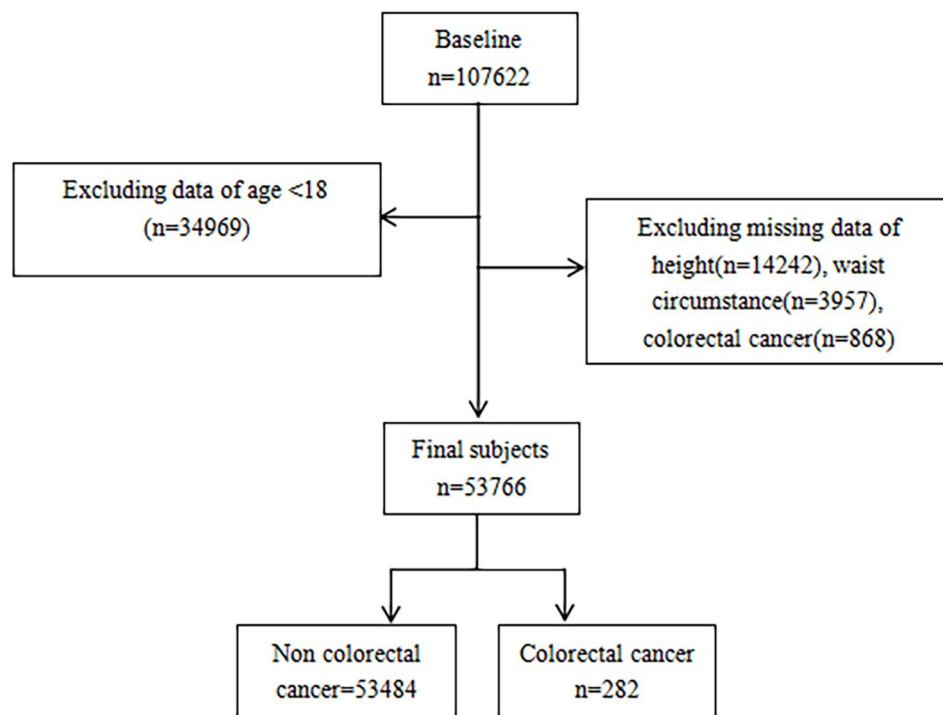 Baseline
n=107622
Excluding data of age <18
(n=34969)
Excluding missing data of
height(n=14242), waist
circumstance(n=3957),
colorectal cancer(n=868)
Final subjects
n=53766
Non colorectal
cancer=53484
Colorectal cancer
n=282